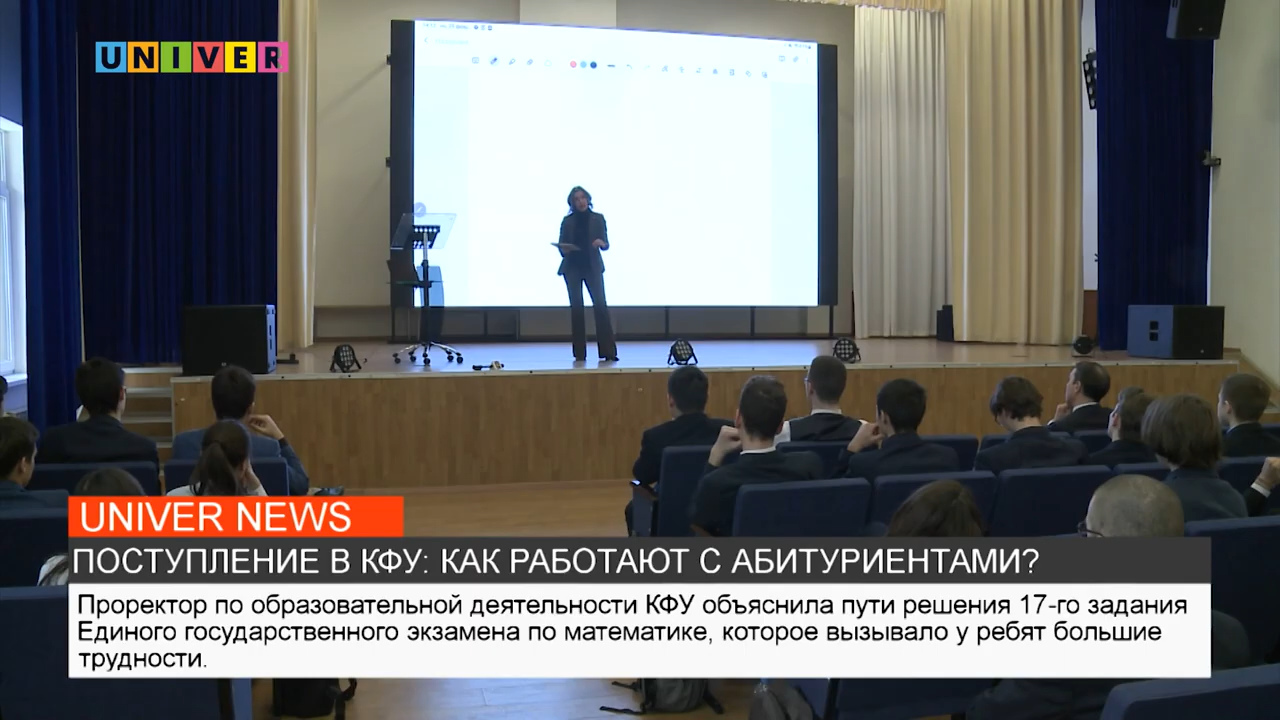 UNIVER
UNIVER NEWS
ПОСТУПЛЕНИЕ В КФУ: КАК РАБОТАЮТ С АБИТУРИЕНТАМИ?
Проректор по образовательной деятельности КФУ объяснила пути решения 17-го задания
Единого государственного экзамена по математике, которое вызывало у ребят большие
трудности.